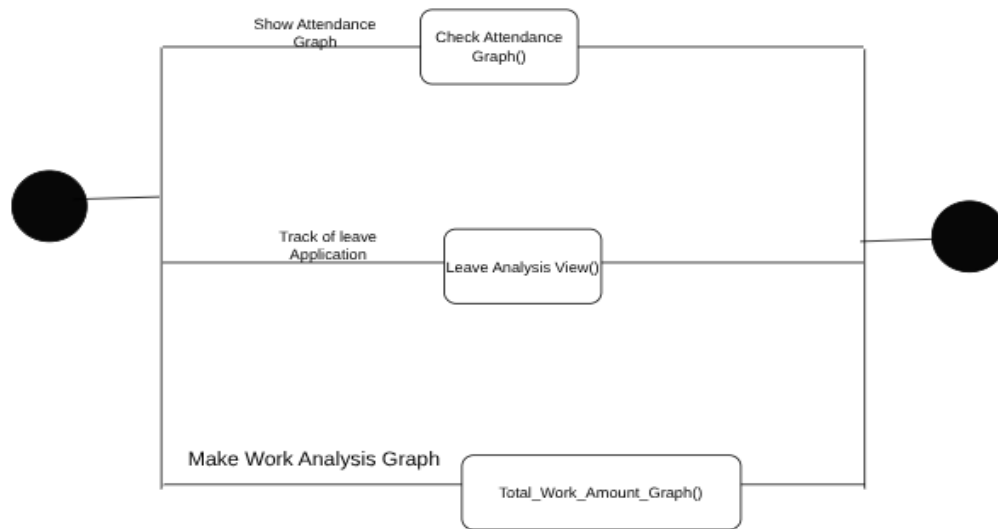 Show Attendance
Graph
Check Attendance
Graph()
Track of leave
Application
Leave Analysis View()
Make Work Analysis Graph
Total_Work_Amount_Graph()